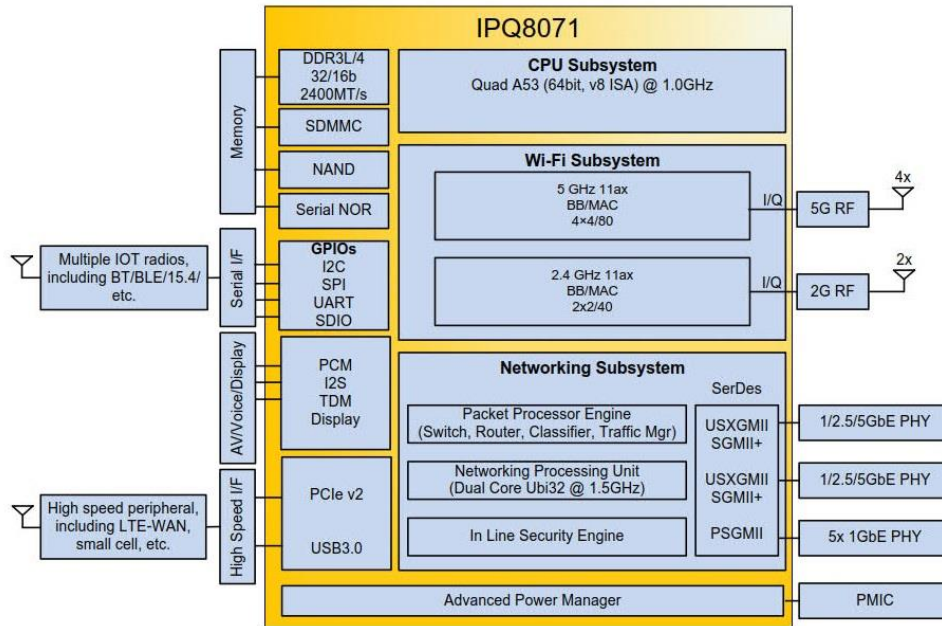 IPQ8071
Memory
DDR3L/4
32/16b
2400MT/s
SDMMC
NAND
Serial NOR
CPU Subsystem
Quad A53 (64bit, v8 ISA) @ 1.0GHz
Wi-Fi Subsystem
5 GHz 11ax
BB/MAC
4×4/80
I/Q
5G RF
4x
2.4 GHz 11ax
BB/MAC
2x2/40
I/Q
2G RF
2x
Multiple IOT radios,
including BT/BLE/15.4/
etc.
Serial I/F
GPIOs
I2C
SPI
UART
SDIO
AV/Voice/Display
PCM
I2S
TDM
Display
High speed peripheral,
including LTE-WAN,
small cell, etc.
High Speed I/F
PCIe v2
USB3.0
Networking Subsystem
Packet Processor Engine
(Switch, Router, Classifier, Traffic Mgr)
Networking Processing Unit
(Dual Core Ubi32 @ 1.5GHz)
In Line Security Engine
SerDes
USXGMII
SGMII+
USXGMII
SGMII+
PSGMII
1/2.5/5GbE PHY
1/2.5/5GbE PHY
5x 1GbE PHY
Advanced Power Manager
PMIC